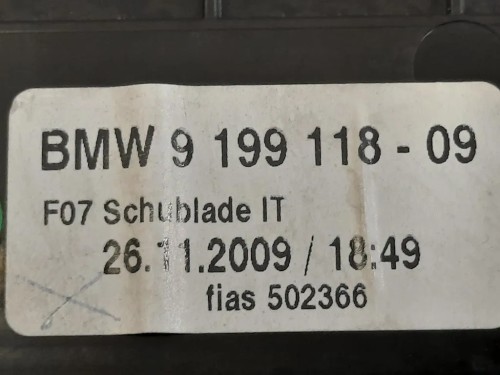 BMW 9 199 118 - 09
F07 Schublade IT
26.11.2009 / 18:49
fias 502366